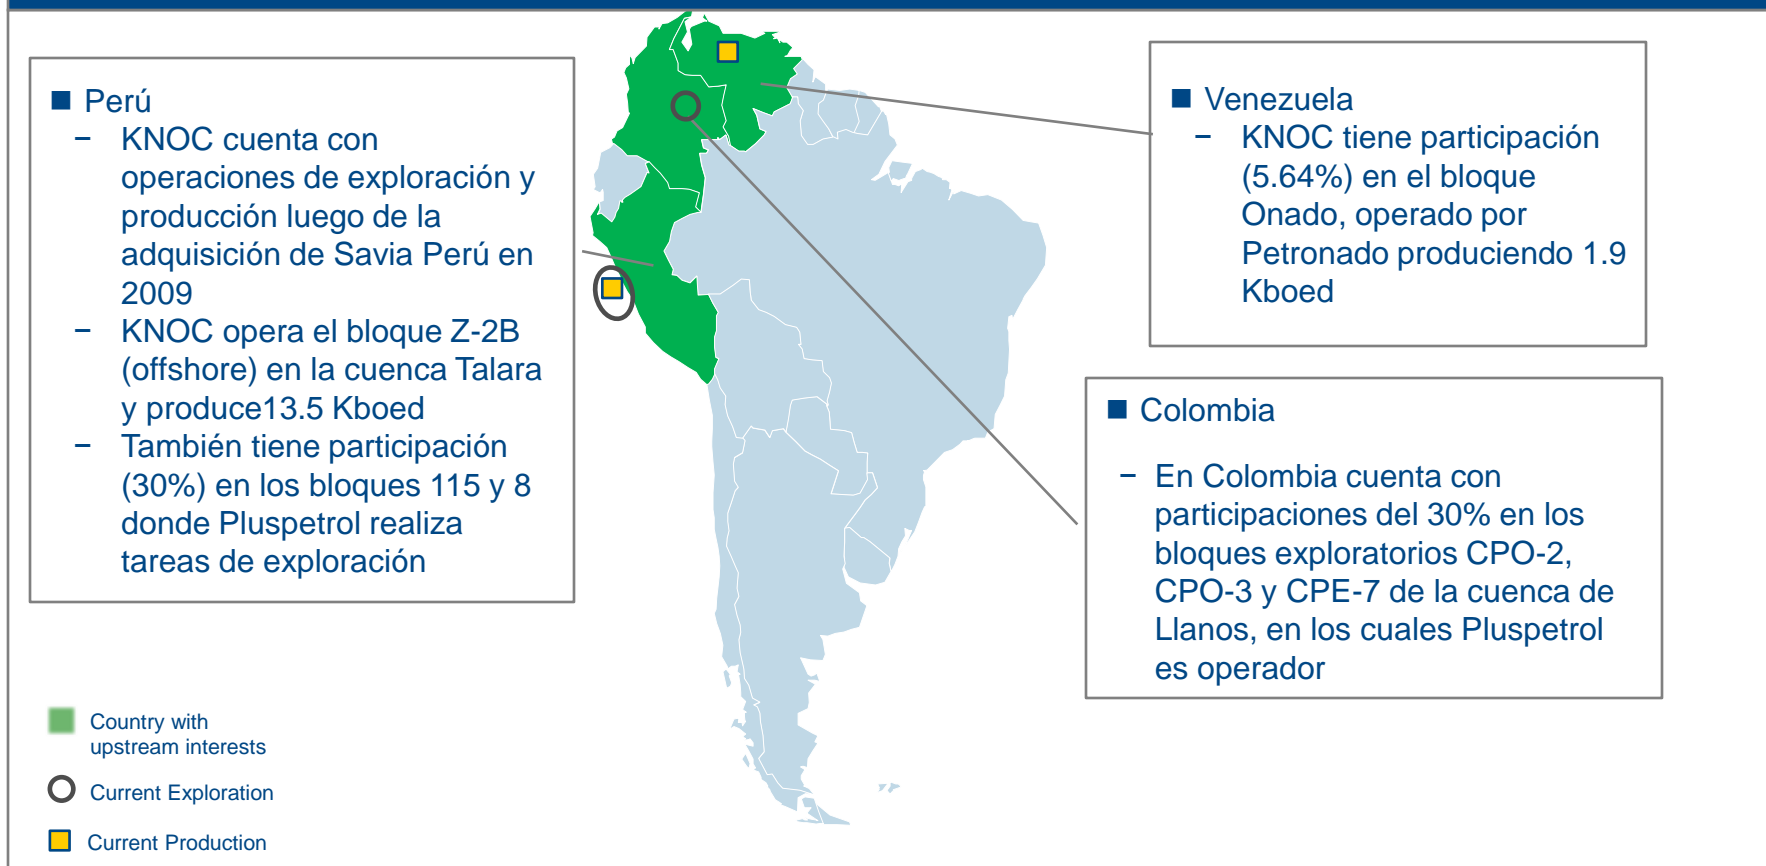 ■ Perú
− KNOC cuenta con
operaciones de exploración y
producción luego de la
adquisición de Savia Perú en
2009
− KNOC opera el bloque Z-2B
(offshore) en la cuenca Talara
y produce13.5 Kboed
− También tiene participación
(30%) en los bloques 115 y 8
donde Pluspetrol realiza
tareas de exploración
■ Venezuela
− KNOC tiene participación
(5.64%) en el bloque
Onado, operado por
Petronado produciendo 1.9
Kboed
■ Colombia
− En Colombia cuenta con
participaciones del 30% en los
bloques exploratorios CPO-2,
CPO-3 y CPE-7 de la cuenca de
Llanos, en los cuales Pluspetrol
es operador
Country with
upstream interests
Current Exploration
Current Production